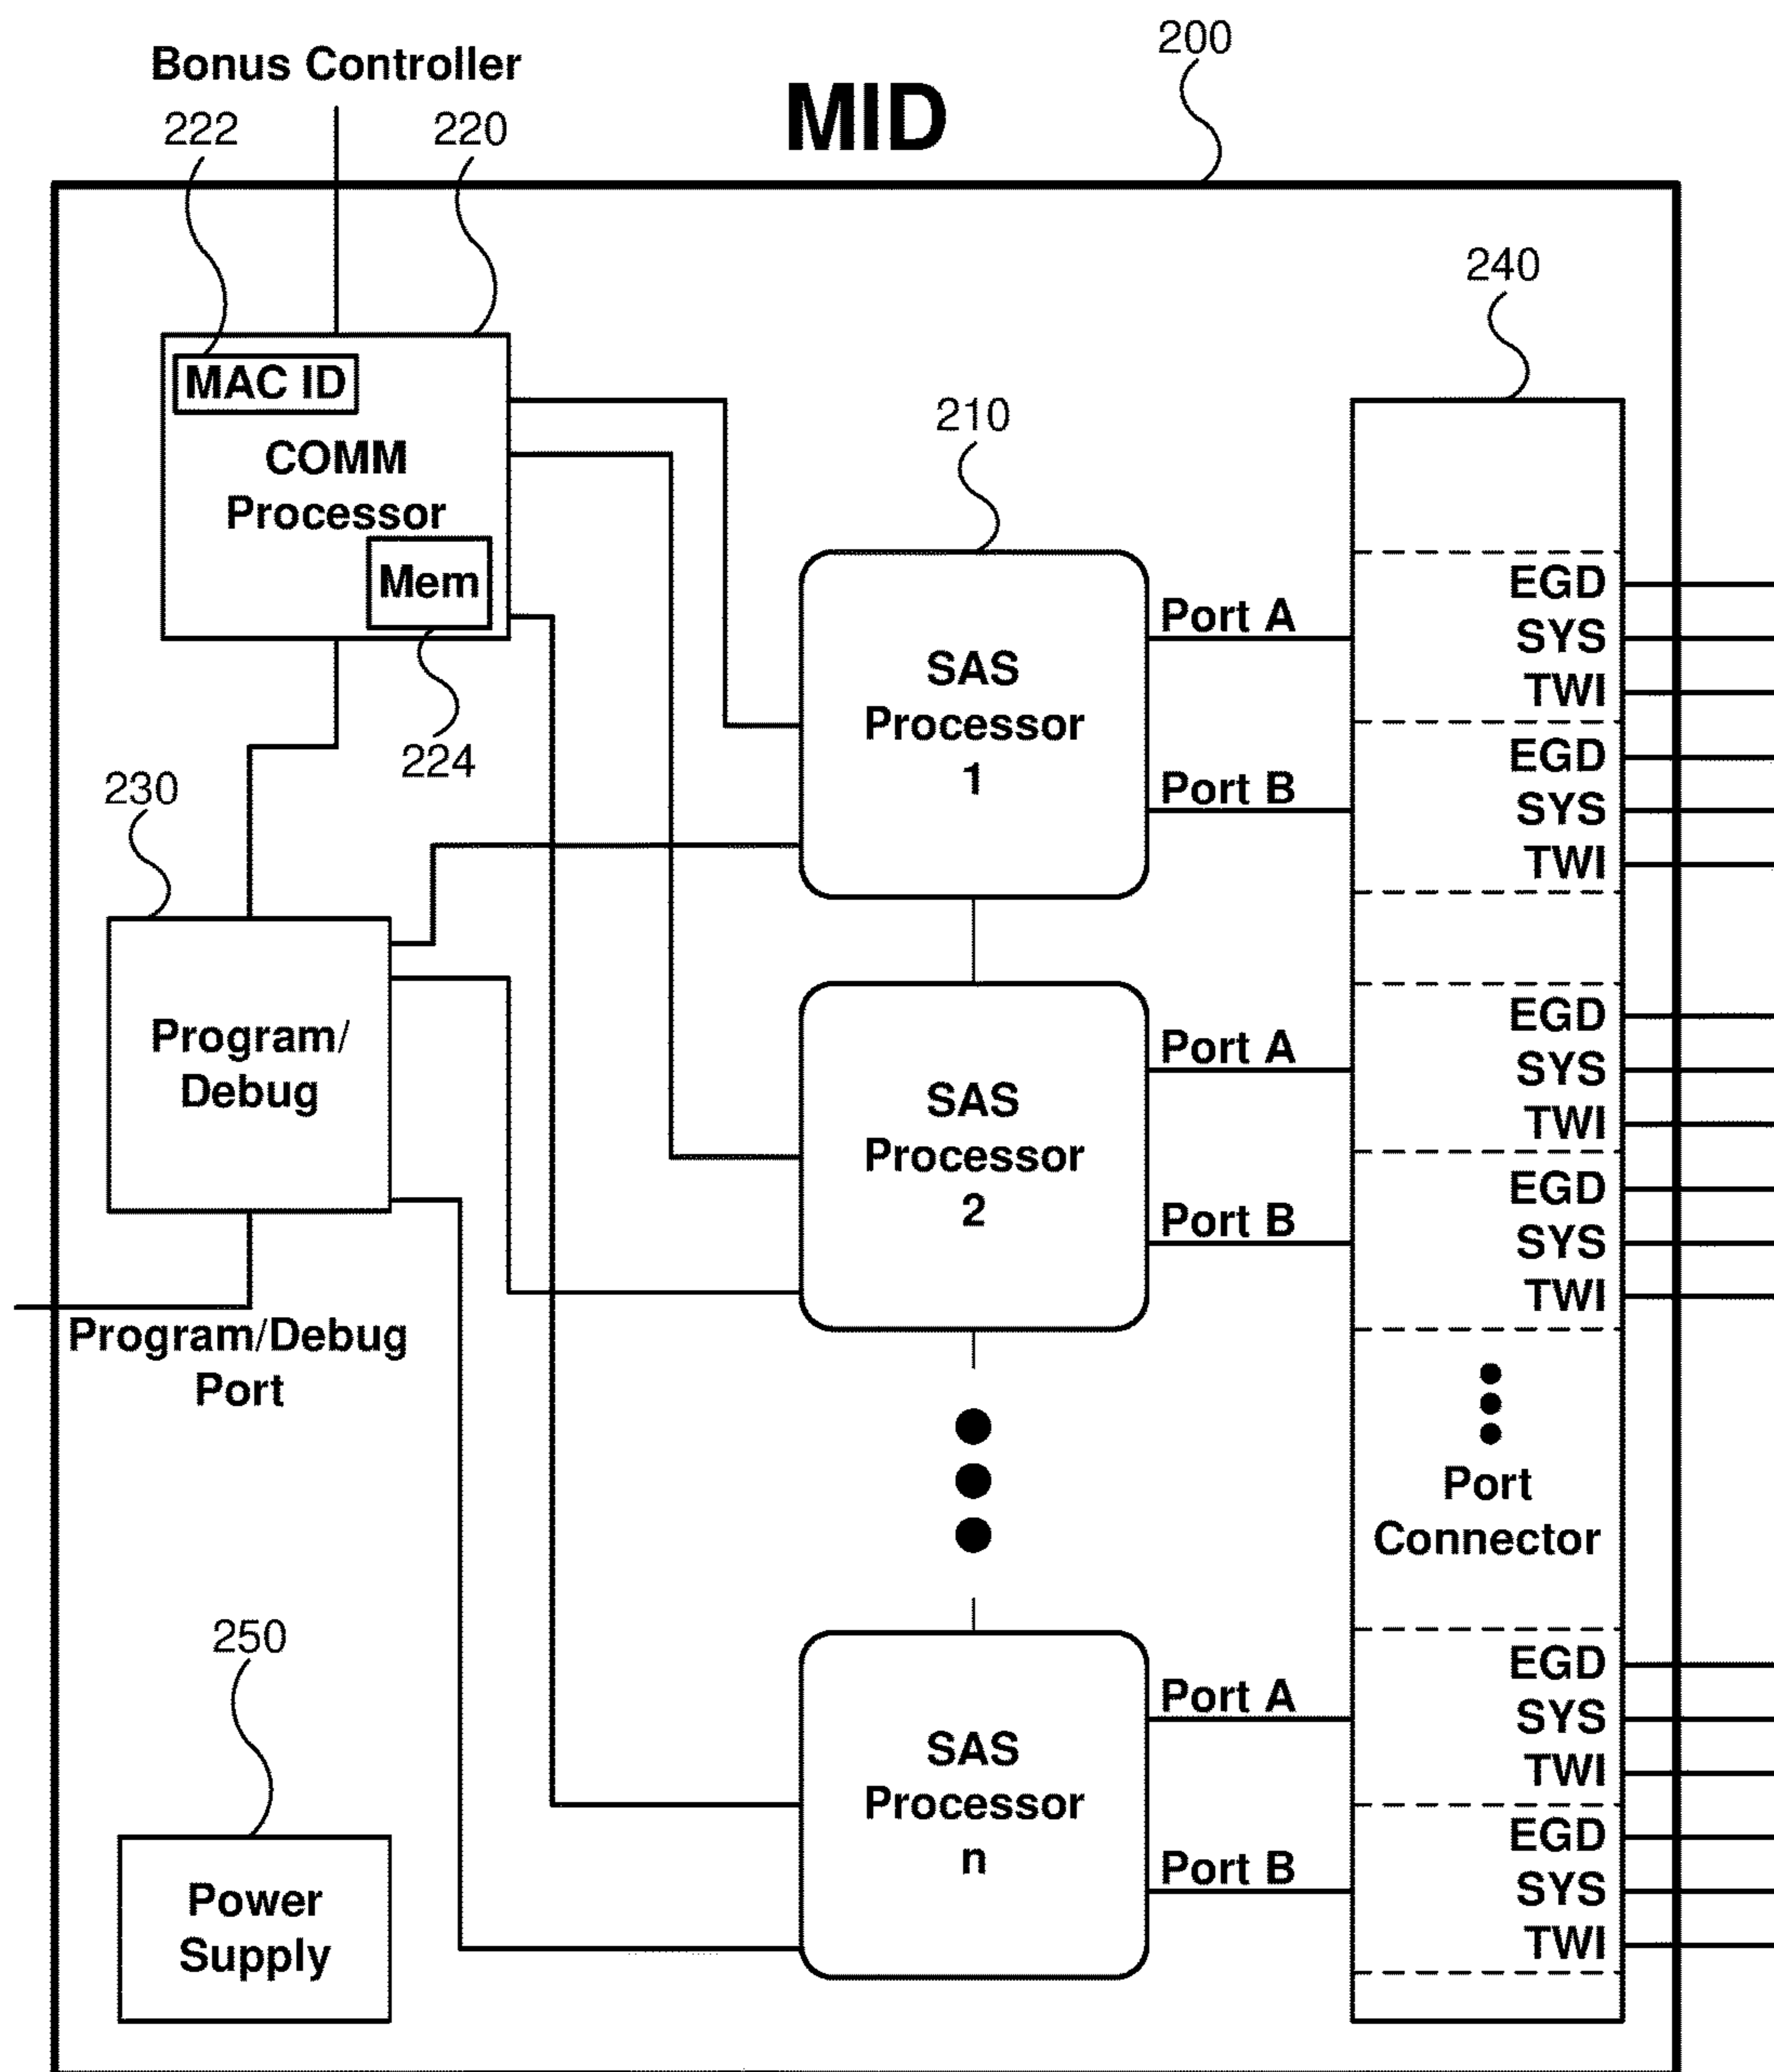 200
Bonus Controller
MID
222
220
240
MAC ID
COMM
Processor
Mem
224
210
SAS
Processor
1
Port A
Port B
EGD
SYS
TWI
EGD
SYS
TWI
230
Program/
Debug
Program/Debug
Port
SAS
Processor
2
Port A
Port B
EGD
SYS
TWI
EGD
SYS
TWI
Port
Connector
250
Power
Supply
SAS
Processor
n
Port A
Port B
EGD
SYS
TWI
EGD
SYS
TWI